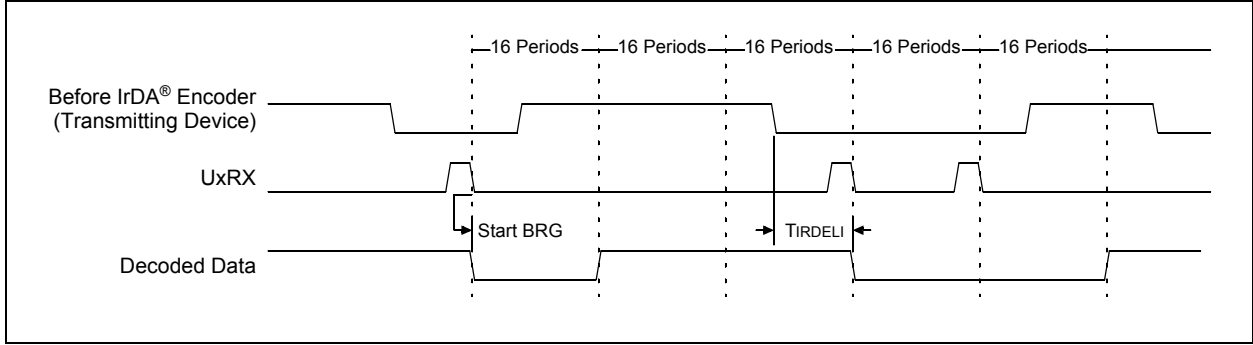 16 Periods 16 Periods 16 Periods 16 Periods 16 Periods
Before IrDA® Encoder
(Transmitting Device)
UxRX
Start BRG
TIRDELI
Decoded Data